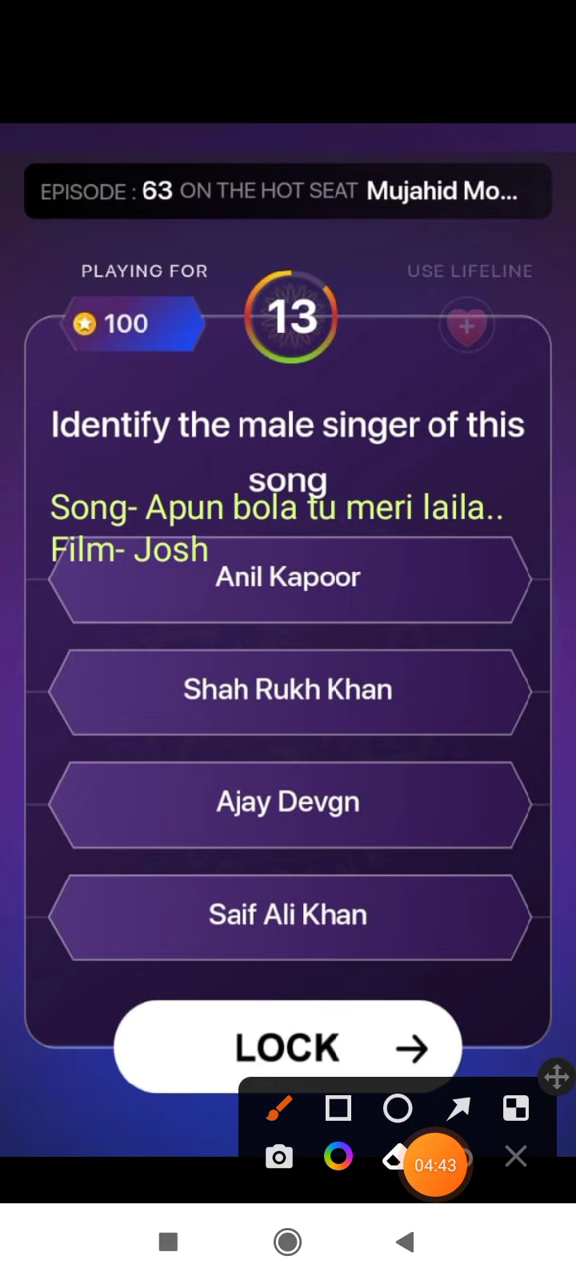 EPISODE : 63 ON THE HOT SEAT Mujahid Mo...
PLAYING FOR
USE LIFELINE
100
13
Identify the male singer of this
song
Song- Apun bola tu meri laila..
Film- Josh
Anil Kapoor
Shah Rukh Khan
Ajay Devgn
Saif Ali Khan
LOCK
04:43